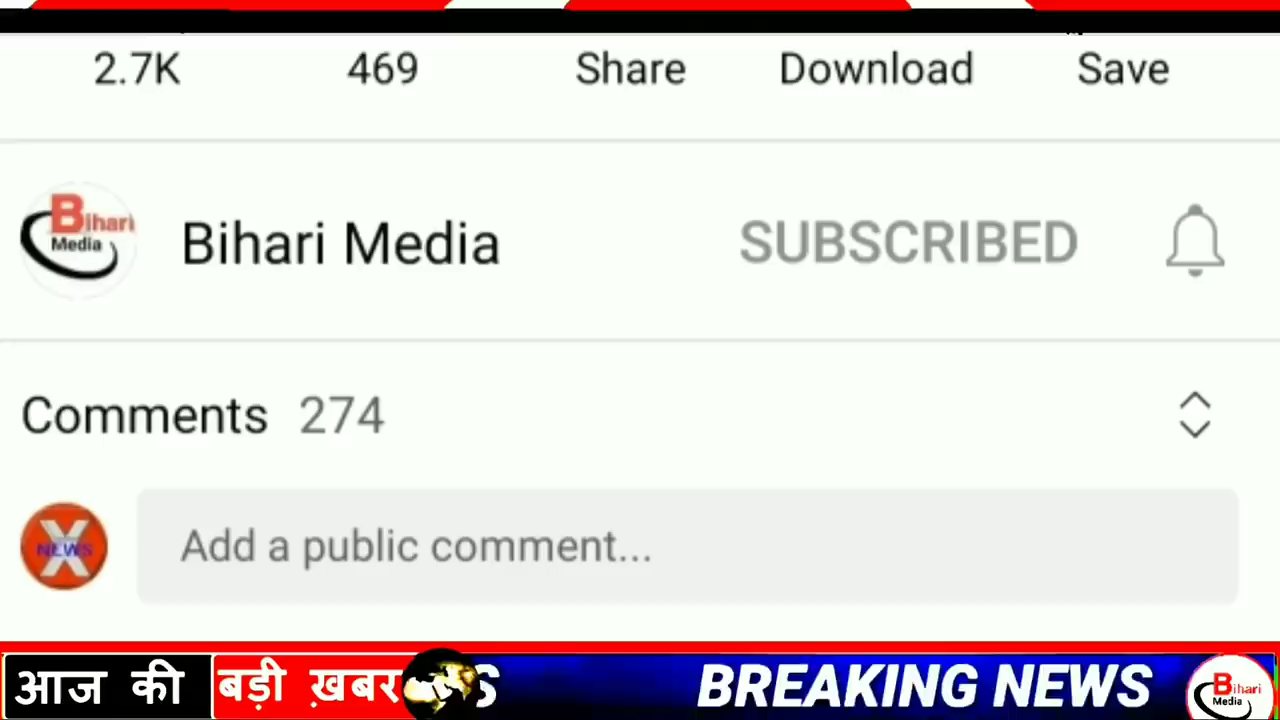 2.7K 469 Share Download Save
Bihari Media
Bihari Media SUBSCRIBED
Comments 274
X NEWS
Add a public comment...
आज की बड़ी ख़बर S BREAKING NEWS
Bihari Media